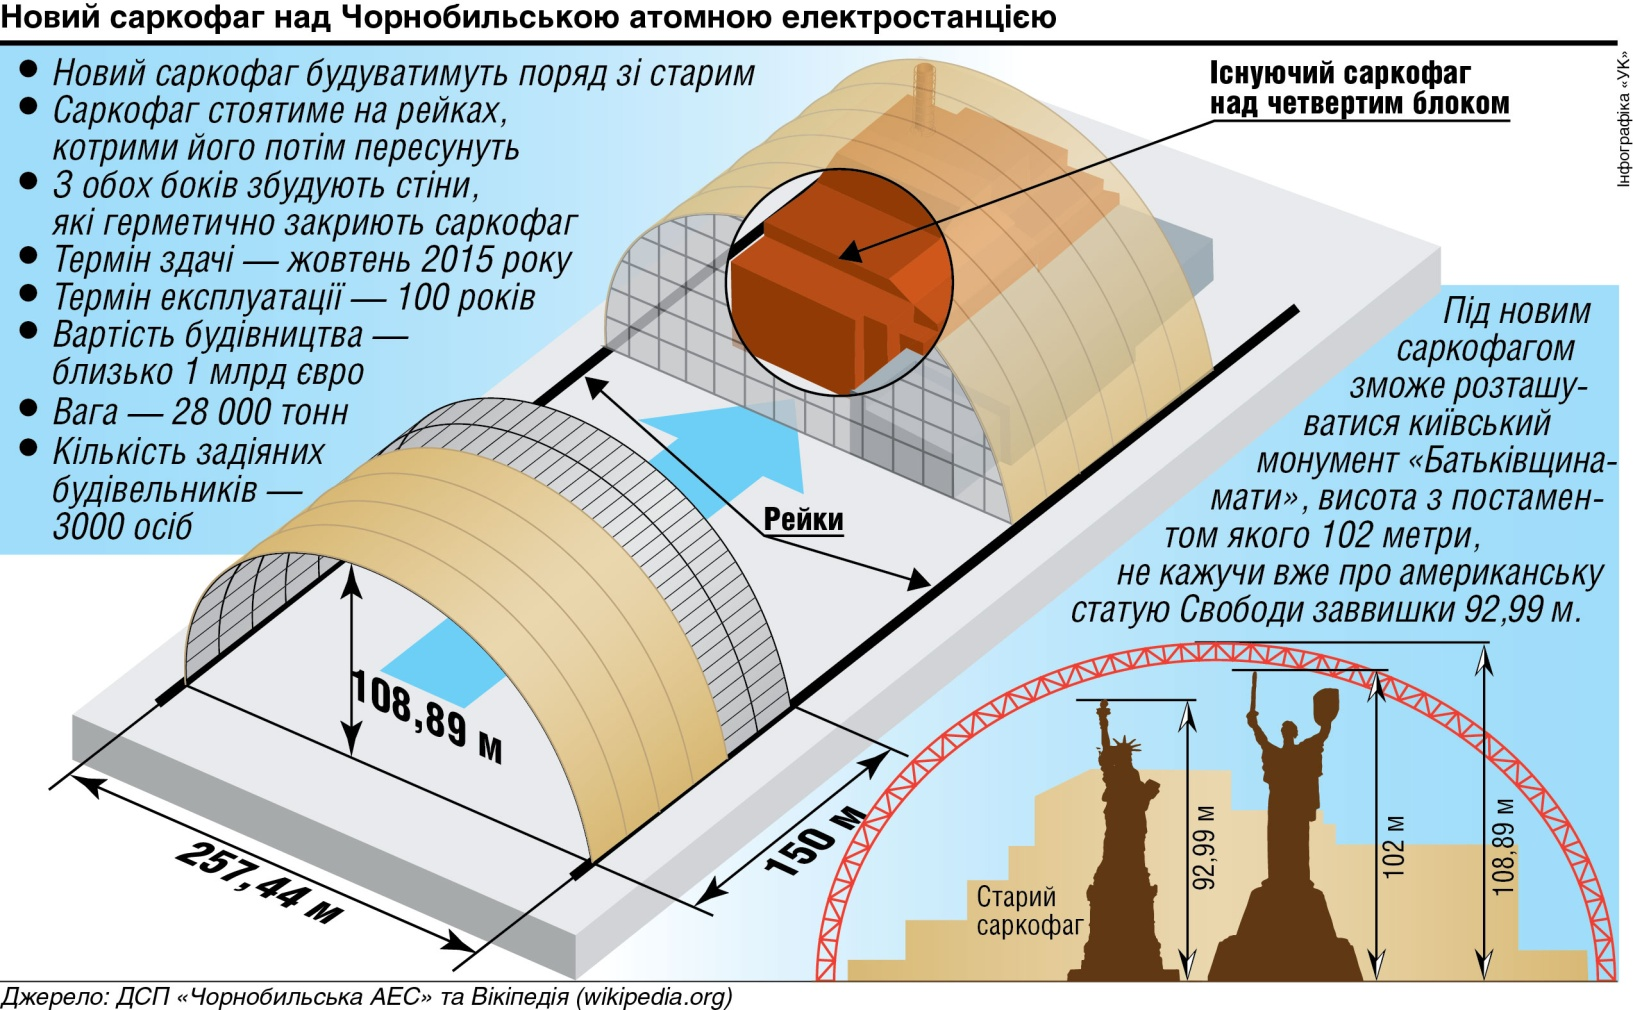 Новий саркофаг над Чорнобильською атомною електростанцією
● Новий саркофаг будуватимуть поряд зі старим
● Саркофаг стоятиме на рейках,
котрими його потім пересунуть
● З обох боків збудують стіни,
які герметично закриють саркофаг
● Термін здачі — жовтень 2015 року
● Термін експлуатації — 100 років
● Вартість будівництва —
близько 1 млрд євро
● Вага — 28 000 тонн
● Кількість задіяних
будівельників —
3000 осіб
Існуючий саркофаг
над четвертим блоком
Інфографіка «УК»
Рейки
108,89 м
257,44 м
150 м
Під новим
саркофагом
зможе розташу-
ватися київський
монумент «Батьківщина-
мати», висота з постамен-
том якого 102 метри,
не кажучи вже про американську
статую Свободи заввишки 92,99 м.
Старий
саркофаг
92,99 м
102 м
108,89 м
Джерело: ДСП «Чорнобильська АЕС» та Вікіпедія (wikipedia.org)